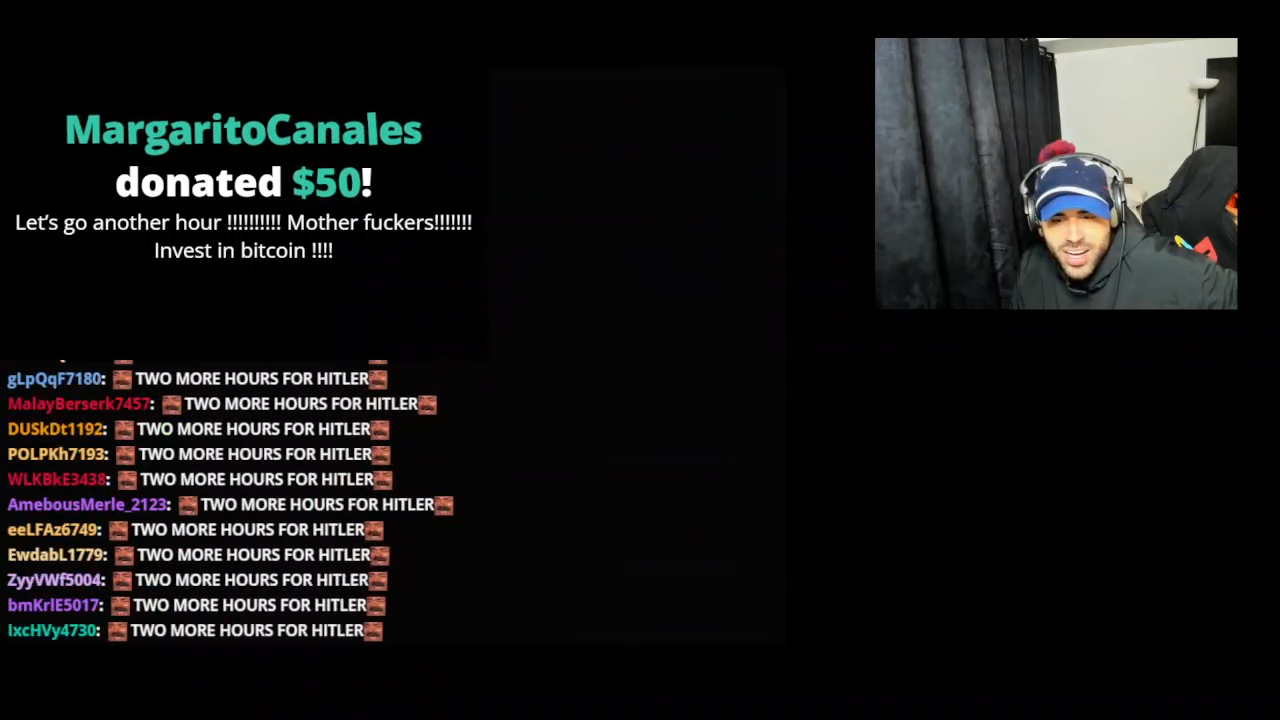 MargaritoCanales
donated $50!
Let’s go another hour !!!!!!!!!! Mother fuckers!!!!!!!
Invest in bitcoin !!!!
gLpQqF7180: TWO MORE HOURS FOR HITLER
MalayBerserk7457: TWO MORE HOURS FOR HITLER
DUSkDt1192: TWO MORE HOURS FOR HITLER
POLPKh7193: TWO MORE HOURS FOR HITLER
WLKBkE3438: TWO MORE HOURS FOR HITLER
AmebousMerle_2123: TWO MORE HOURS FOR HITLER
eeLFAz6749: TWO MORE HOURS FOR HITLER
EwdabL1779: TWO MORE HOURS FOR HITLER
ZyyVWf5004: TWO MORE HOURS FOR HITLER
bmKrlE5017: TWO MORE HOURS FOR HITLER
IxcHVy4730: TWO MORE HOURS FOR HITLER